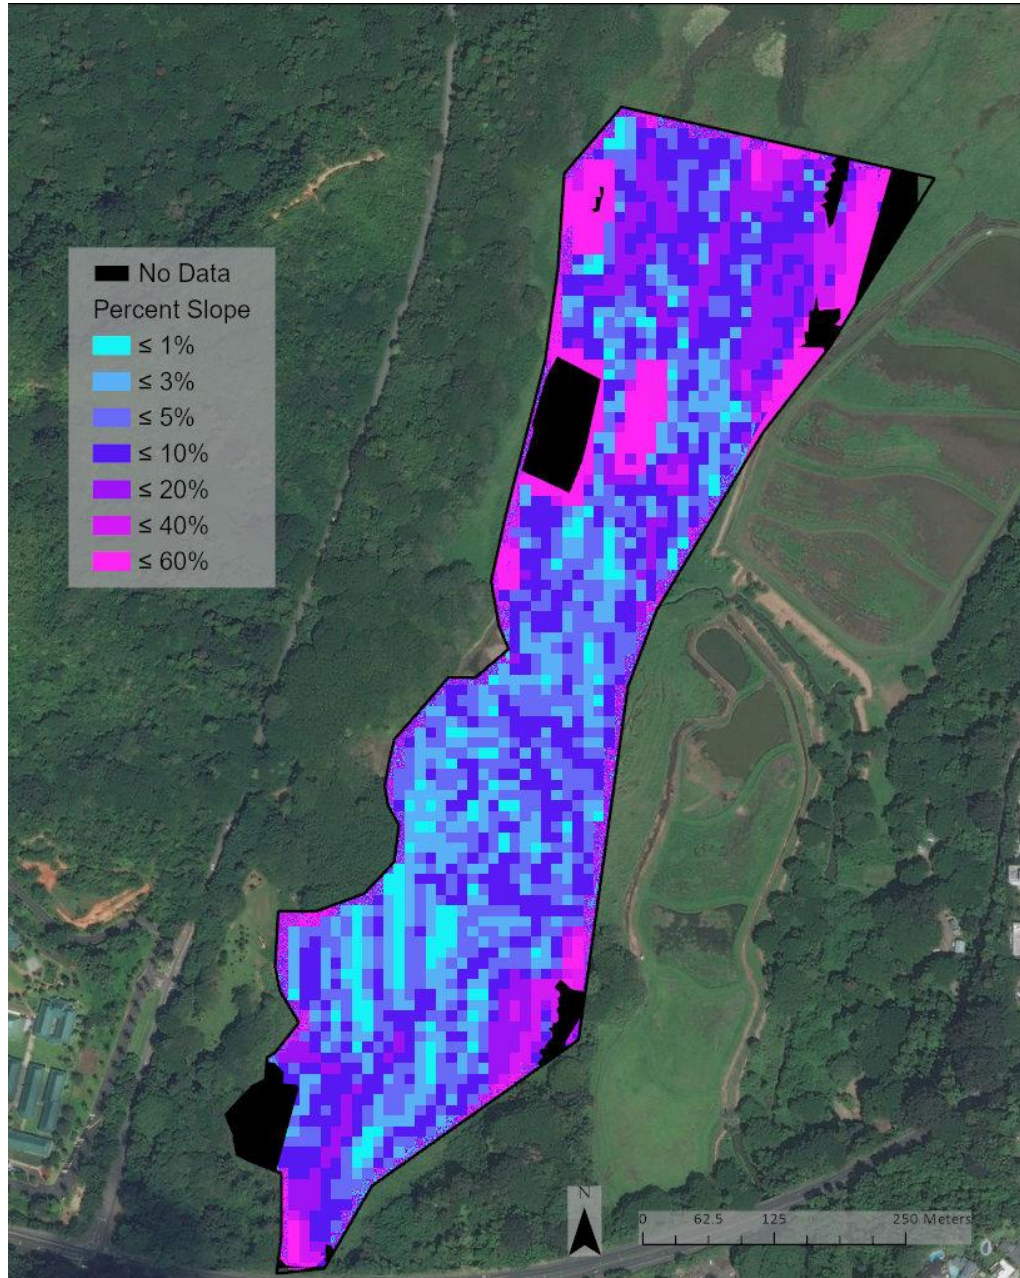 No Data
Percent Slope
≤ 1%
≤ 3%
≤ 5%
≤ 10%
≤ 20%
≤ 40%
≤ 60%
N
0 62.5 125 250 Meters